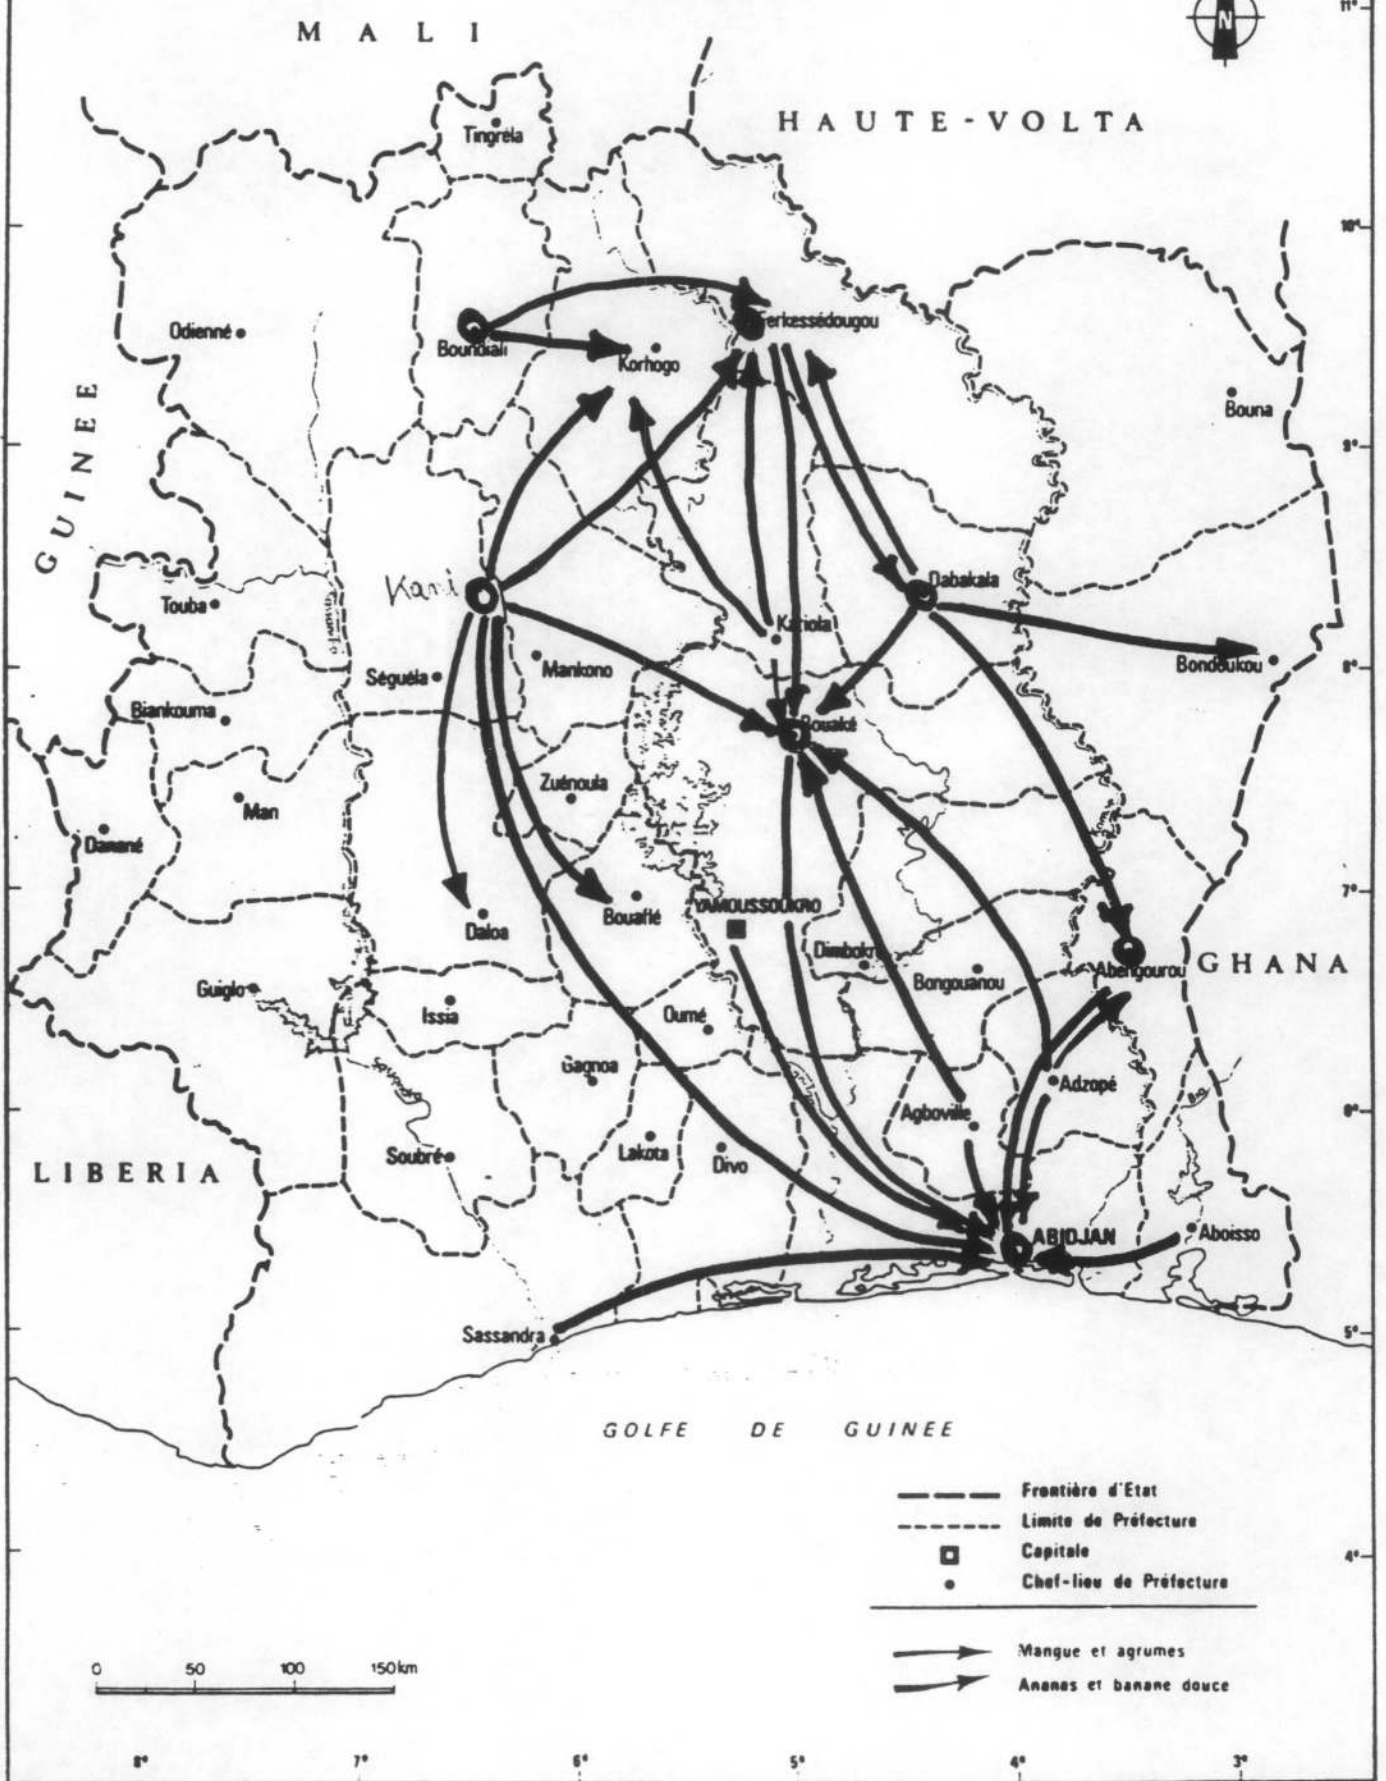 MALI
N
11°
HAUTE-VOLTA
Tingréla
10°
Odienné
Boundiali
Korhogo
Ferkessédougou
Bouna
GUINEE
9°
Kani
Touba
Dabakala
Katiola
Séguéla
Mankono
Bondoukou
8°
Biankouma
Bouaké
Zuénoula
Man
Danané
7°
Daloa
Bouaflé
YAMOUSSOUKRO
Dimbokro
Bongouanou
Abengourou
GHANA
Guiglo
Issia
Oumé
Gagnoa
Adzopé
Agboville
6°
LIBERIA
Soubré
Lakota
Divo
ABIDJAN
Aboisso
Sassandra
5°
GOLFE DE GUINEE
Frontière d'Etat
Limite de Préfecture
Capitale
4°
Chef-lieu de Préfecture
Mangue et agrumes
Ananas et banane douce
0 50 100 150km
8° 7° 6° 5° 4° 3°